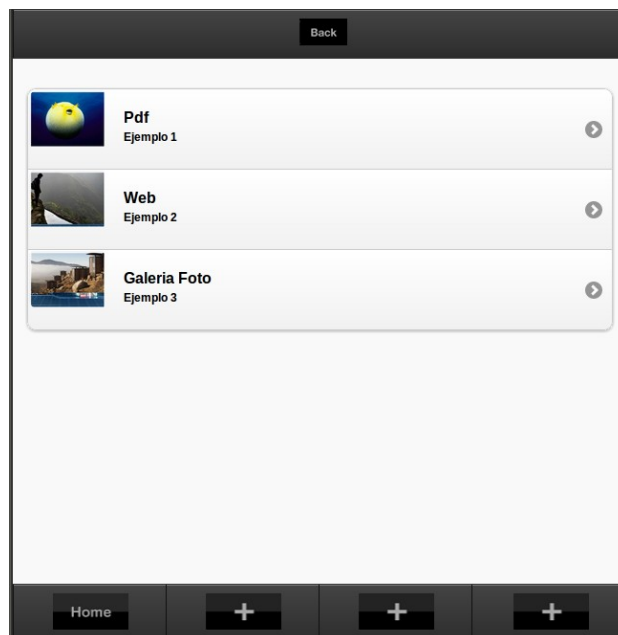 Back
Pdf
Ejemplo 1
Web
Ejemplo 2
Galeria Foto
Ejemplo 3
Home
+
+
+